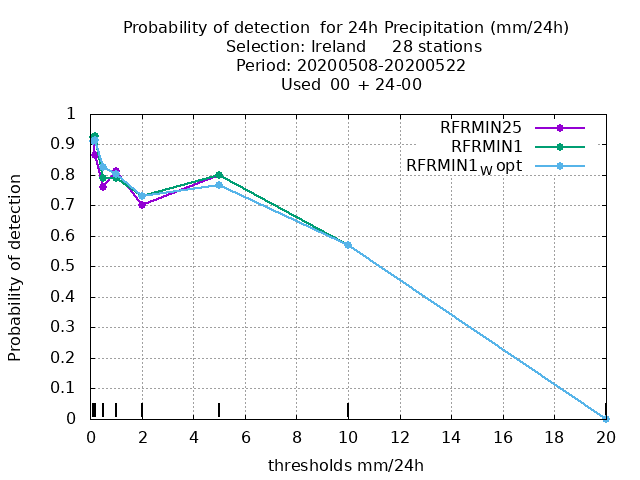 Probability of detection for 24h Precipitation (mm/24h)
Selection: Ireland 28 stations
Period: 20200508-20200522
Used 00 + 24-00
RFRMIN25
RFRMIN1
RFRMIN1_W opt
Probability of detection
1
0.9
0.8
0.7
0.6
0.5
0.4
0.3
0.2
0.1
0
0 2 4 6 8 10 12 14 16 18 20
thresholds mm/24h